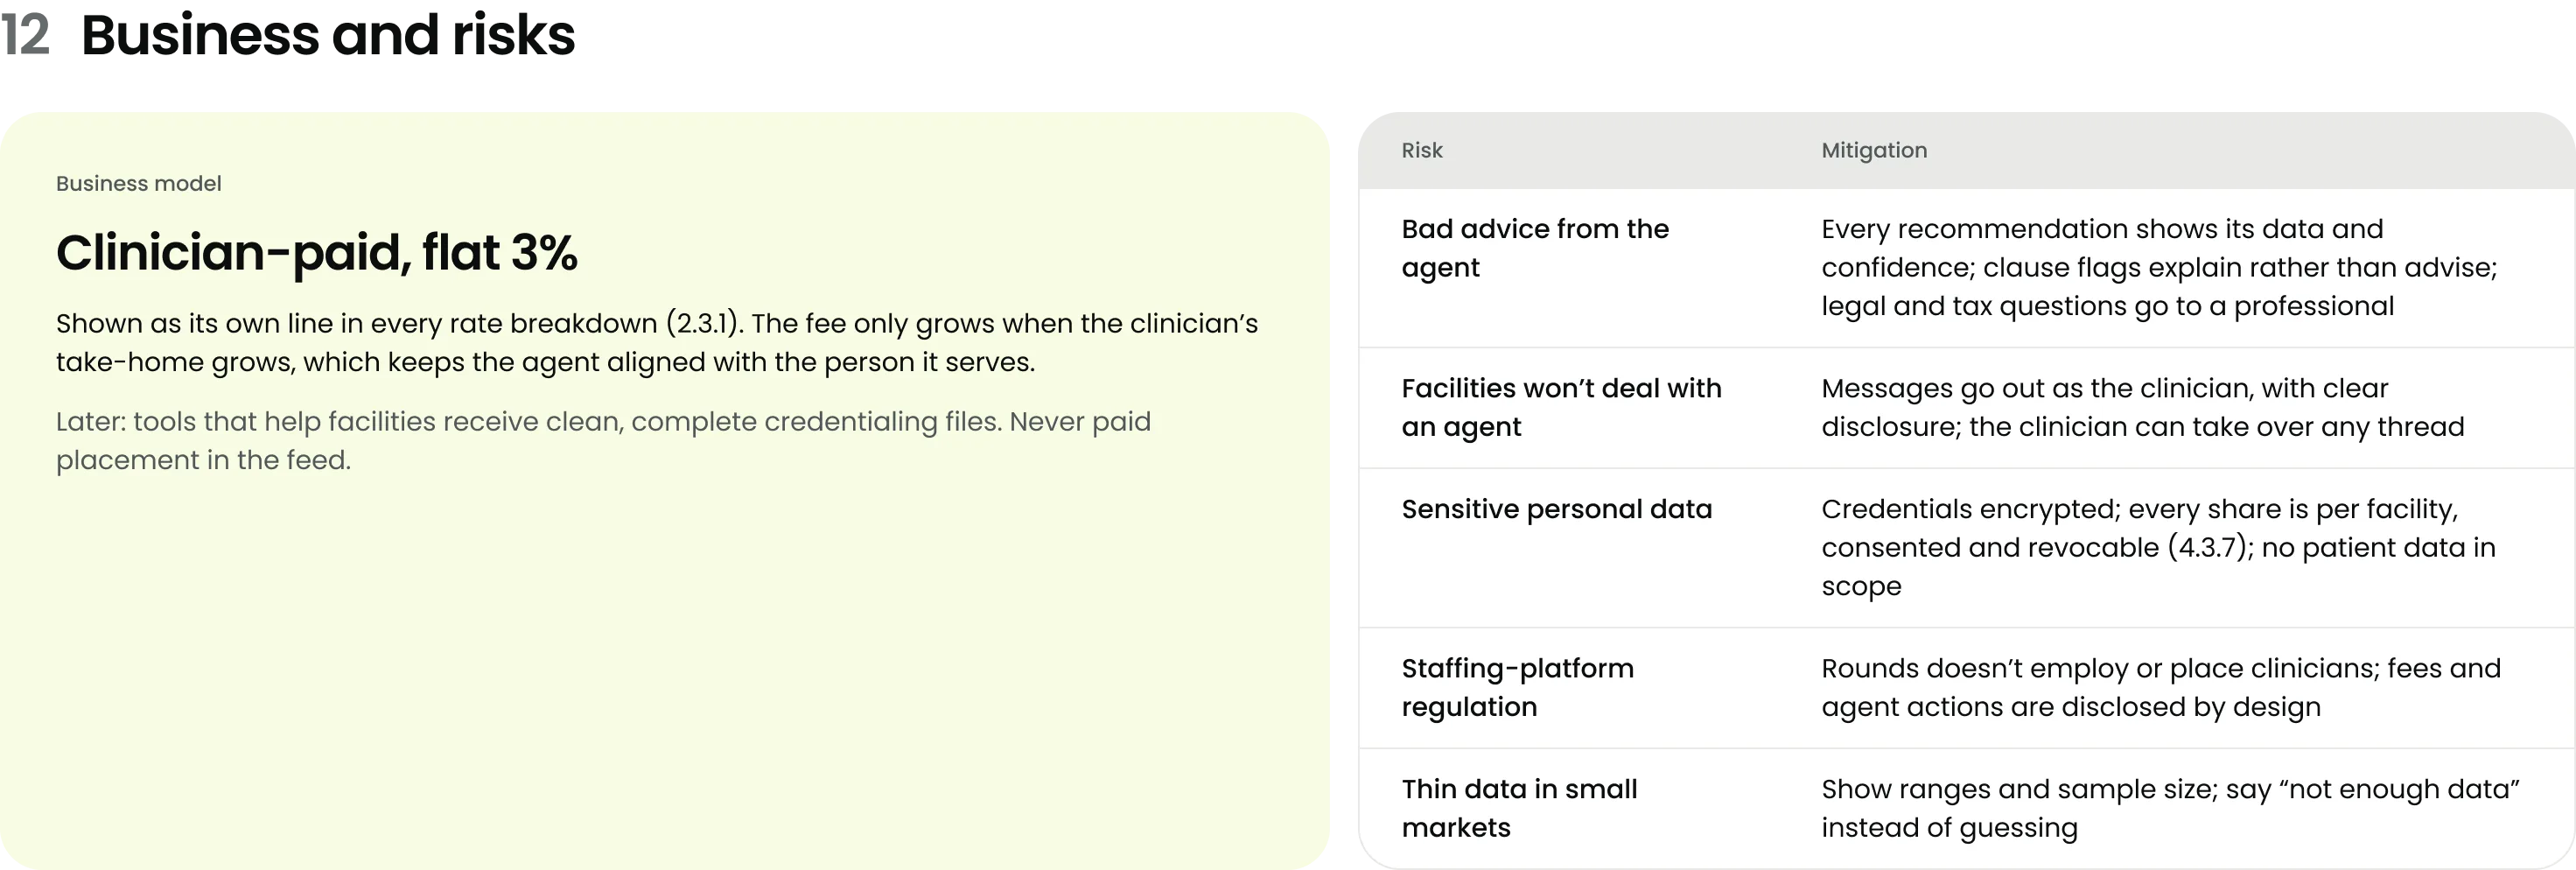 12 Business and risks
Business model
Clinician-paid, flat 3%
Shown as its own line in every rate breakdown (2.3.1). The fee only grows when the clinician’s
take-home grows, which keeps the agent aligned with the person it serves.
Later: tools that help facilities receive clean, complete credentialing files. Never paid
placement in the feed.
Risk Mitigation
Bad advice from the
agent
Every recommendation shows its data and
confidence; clause flags explain rather than advise;
legal and tax questions go to a professional
Facilities won’t deal with
an agent
Messages go out as the clinician, with clear
disclosure; the clinician can take over any thread
Sensitive personal data
Credentials encrypted; every share is per facility,
consented and revocable (4.3.7); no patient data in
scope
Staffing-platform
regulation
Rounds doesn’t employ or place clinicians; fees and
agent actions are disclosed by design
Thin data in small
markets
Show ranges and sample size; say “not enough data”
instead of guessing